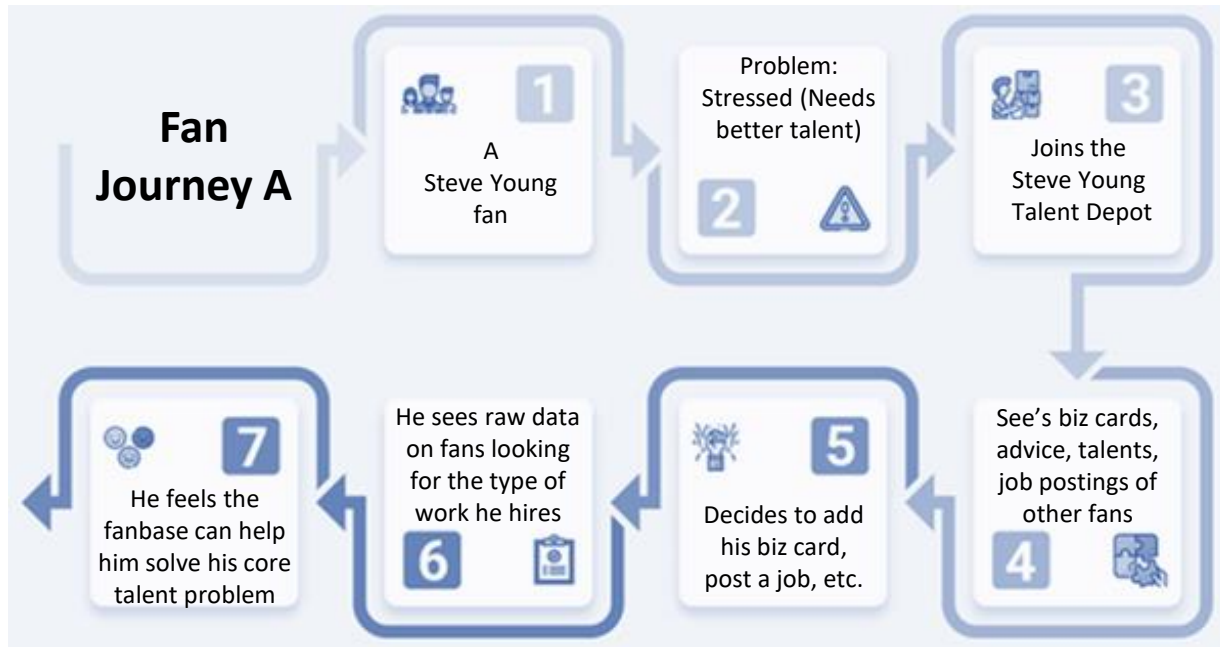 Fan
Journey A
1
A
Steve Young
fan
Problem:
Stressed (Needs
better talent)
2
3
Joins the
Steve Young
Talent Depot
See's biz cards,
advice, talents,
job postings of
other fans
4
5
Decides to add
his biz card,
post a job, etc.
He sees raw data
on fans looking
for the type of
work he hires
6
7
He feels the
fanbase can help
him solve his core
talent problem